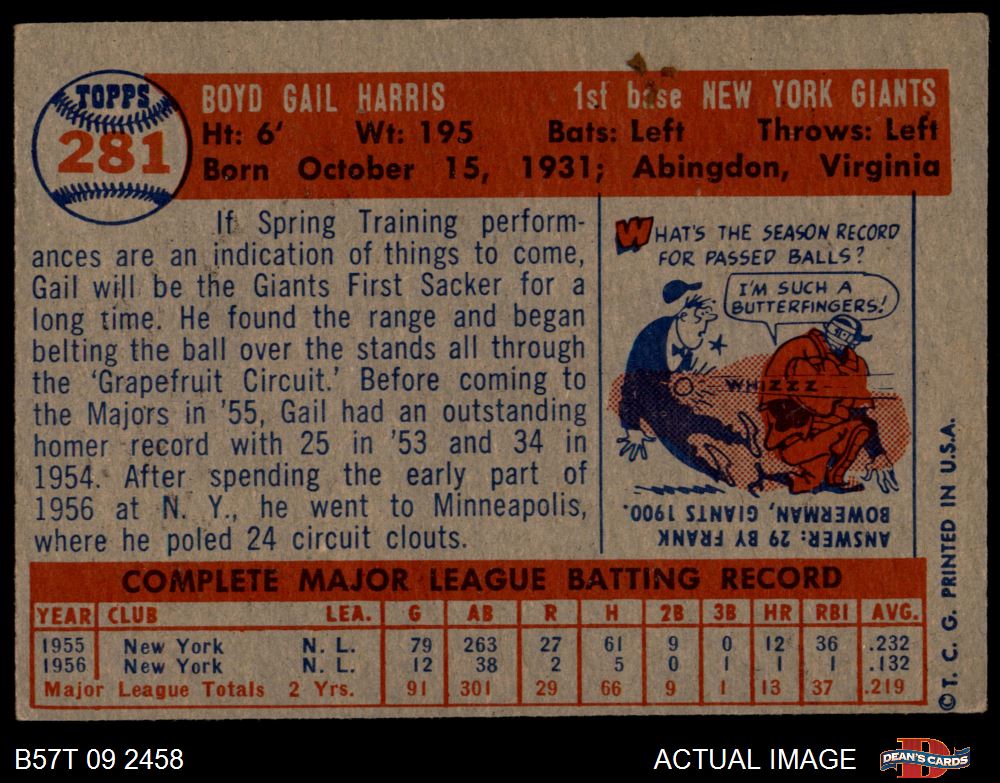 TOPPS
281
BOYD GAIL HARRIS 1st base NEW YORK GIANTS
Ht: 6' Wt: 195 Bats: Left Throws: Left
Born October 15, 1931; Abingdon, Virginia
If Spring Training perform-
ances are an indication of things to come,
Gail will be the Giants First Sacker for a
long time. He found the range and began
belting the ball over the stands all through
the 'Grapefruit Circuit.' Before coming to
the Majors in '55, Gail had an outstanding
homer record with 25 in '53 and 34 in
1954. After spending the early part of
1956 at N. Y., he went to Minneapolis,
where he poled 24 circuit clouts.
WHAT'S THE SEASON RECORD
FOR PASSED BALLS?
I'M SUCH A
BUTTERFINGERS!
WHIZZZ
ANSWER: 29 BY FRANK
BOWERMAN, GIANTS 1900.
COMPLETE MAJOR LEAGUE BATTING RECORD
YEAR CLUB LEA. G AB R H 2B 3B HR RBI AVG.
1955 New York N. L. 79 263 27 61 9 0 12 36 .232
1956 New York N. L. 12 38 2 5 0 1 1 1 .132
Major League Totals 2 Yrs. 91 301 29 66 9 1 13 37 .219
© T. C. G. PRINTED IN U.S.A.
B57T 09 2458 ACTUAL IMAGE
DEAN'S CARDS